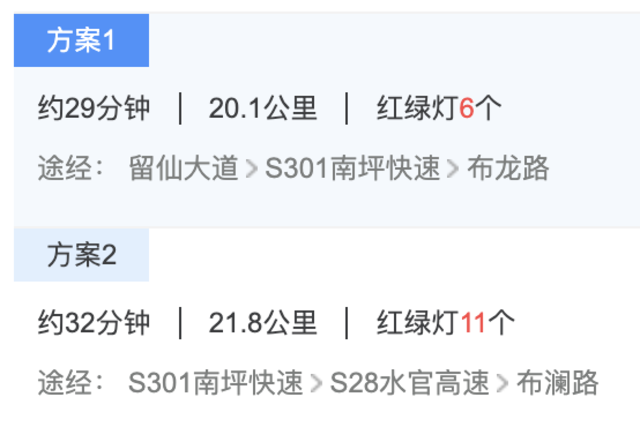 方案1
约29分钟 | 20.1公里 | 红绿灯6个
途经： 留仙大道 > S301南坪快速 > 布龙路
方案2
约32分钟 | 21.8公里 | 红绿灯11个
途经： S301南坪快速 > S28水官高速 > 布澜路